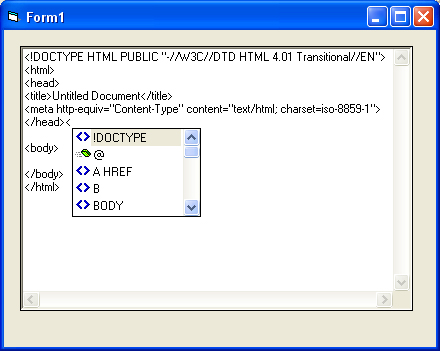 Form1
<!DOCTYPE HTML PUBLIC "-//W3C//DTD HTML 4.01 Transitional//EN">
<html>
<head>
<title>Untitled Document</title>
<meta http-equiv="Content-Type" content="text/html; charset=iso-8859-1">
</head><
!DOCTYPE
@
A HREF
B
BODY
<body>
</body>
</html>